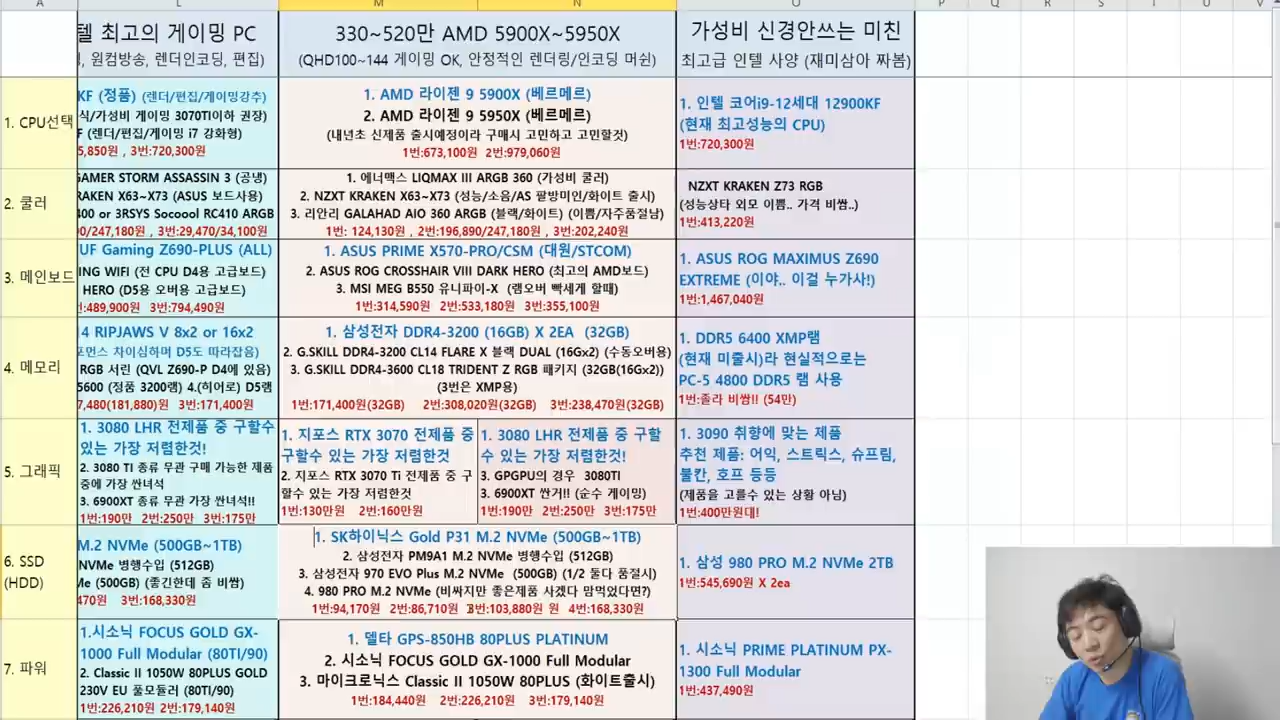 A L M N O P Q R S T U V
텔 최고의 게이밍 PC
, 원컴방송, 렌더인코딩, 편집)
330~520만 AMD 5900X~5950X
(QHD100~144 게이밍 OK, 안정적인 렌더링/인코딩 머쉰)
가성비 신경안쓰는 미친
최고급 인텔 사양 (재미삼아 짜봄)
1. CPU선택
KF (정품) (렌더/편집/게이밍강추)
식/가성비 게이밍 3070TI이하 권장)
F (렌더/편집/게이밍 i7 강화형)
5,850원 , 3번:720,300원
1. AMD 라이젠 9 5900X (베르메르)
2. AMD 라이젠 9 5950X (베르메르)
(내년초 신제품 출시예정이라 구매시 고민하고 고민할것)
1번:673,100원 2번:979,060원
1. 인텔 코어i9-12세대 12900KF
(현재 최고성능의 CPU)
1번:720,300원
2. 쿨러
GAMER STORM ASSASSIN 3 (공냉)
RAKEN X63~X73 (ASUS 보드사용)
400 or 3RSYS Socoool RC410 ARGB
0/247,180원 , 3번:29,470/34,100원
1. 에너맥스 LIQMAX III ARGB 360 (가성비 쿨러)
2. NZXT KRAKEN X63~X73 (성능/소음/AS 팔방미인/화이트 출시)
3. 리안리 GALAHAD AIO 360 ARGB (블랙/화이트) (이쁨/자주품절남)
1번: 124,130원 , 2번:196,890/247,180원 , 3번:202,240원
NZXT KRAKEN Z73 RGB
(성능상타 외모 이쁨.. 가격 비쌈..)
1번:413,220원
3. 메인보드
UF Gaming Z690-PLUS (ALL)
ING WIFI (전 CPU D4용 고급보드)
HERO (D5용 오버용 고급보드)
:489,900원 3번:794,490원
1. ASUS PRIME X570-PRO/CSM (대원/STCOM)
2. ASUS ROG CROSSHAIR VIII DARK HERO (최고의 AMD보드)
3. MSI MEG B550 유니파이-X (램오버 빡세게 할때)
1번:314,590원 2번:533,180원 3번:355,100원
1. ASUS ROG MAXIMUS Z690
EXTREME (이야.. 이걸 누가사!)
1번:1,467,040원
4. 메모리
4 RIPJAWS V 8x2 or 16x2
포먼스 차이심하며 D5도 따라잡음)
RGB 서린 (QVL Z690-P D4에 있음)
5600 (정품 3200램) 4.(히어로) D5램
7,480(181,880)원 3번:171,400원
1. 삼성전자 DDR4-3200 (16GB) X 2EA (32GB)
2. G.SKILL DDR4-3200 CL14 FLARE X 블랙 DUAL (16Gx2) (수동오버용)
3. G.SKILL DDR4-3600 CL18 TRIDENT Z RGB 패키지 (32GB(16Gx2))
(3번은 XMP용)
1번:171,400원(32GB) 2번:308,020원(32GB) 3번:238,470원(32GB)
1. DDR5 6400 XMP램
(현재 미출시)라 현실적으로는
PC-5 4800 DDR5 램 사용
1번:졸라 비쌈!! (54만)
5. 그래픽
1. 3080 LHR 전제품 중 구할수
있는 가장 저렴한것!
2. 3080 TI 종류 무관 구매 가능한 제품
중에 가장 싼녀석
3. 6900XT 종류 무관 가장 싼녀석!!
1번:190만 2번:250만 3번:175만
1. 지포스 RTX 3070 전제품 중
구할수 있는 가장 저렴한것
2. 지포스 RTX 3070 Ti 전제품 중 구
할수 있는 가장 저렴한것
1번:130만원 2번:160만원
1. 3080 LHR 전제품 중 구할
수 있는 가장 저렴한것!
3. GPGPU의 경우 3080TI
3. 6900XT 싼거!! (순수 게이밍)
1번:190만 2번:250만 3번:175만
1. 3090 취향에 맞는 제품
추천 제품: 어익, 스트릭스, 슈프림,
불칸, 호프 등등
(제품을 고를수 있는 상황 아님)
1번:400만원대!
6. SSD
(HDD)
M.2 NVMe (500GB~1TB)
NVMe 병행수입 (512GB)
Me (500GB) (좋긴한데 좀 비쌈)
470원 3번:168,330원
1. SK하이닉스 Gold P31 M.2 NVMe (500GB~1TB)
2. 삼성전자 PM9A1 M.2 NVMe 병행수입 (512GB)
3. 삼성전자 970 EVO Plus M.2 NVMe (500GB) (1/2 둘다 품절시)
4. 980 PRO M.2 NVMe (비싸지만 좋은제품 사겠다 맘먹었다면?)
1번:94,170원 2번:86,710원 3번:103,880원 원 4번:168,330원
1. 삼성 980 PRO M.2 NVMe 2TB
1번:545,690원 X 2ea
7. 파워
1.시소닉 FOCUS GOLD GX-
1000 Full Modular (80TI/90)
2. Classic II 1050W 80PLUS GOLD
230V EU 풀모듈러 (80TI/90)
1번:226,210원 2번:179,140원
1. 델타 GPS-850HB 80PLUS PLATINUM
2. 시소닉 FOCUS GOLD GX-1000 Full Modular
3. 마이크로닉스 Classic II 1050W 80PLUS (화이트출시)
1번:184,440원 2번:226,210원 3번:179,140원
1. 시소닉 PRIME PLATINUM PX-
1300 Full Modular
1번:437,490원